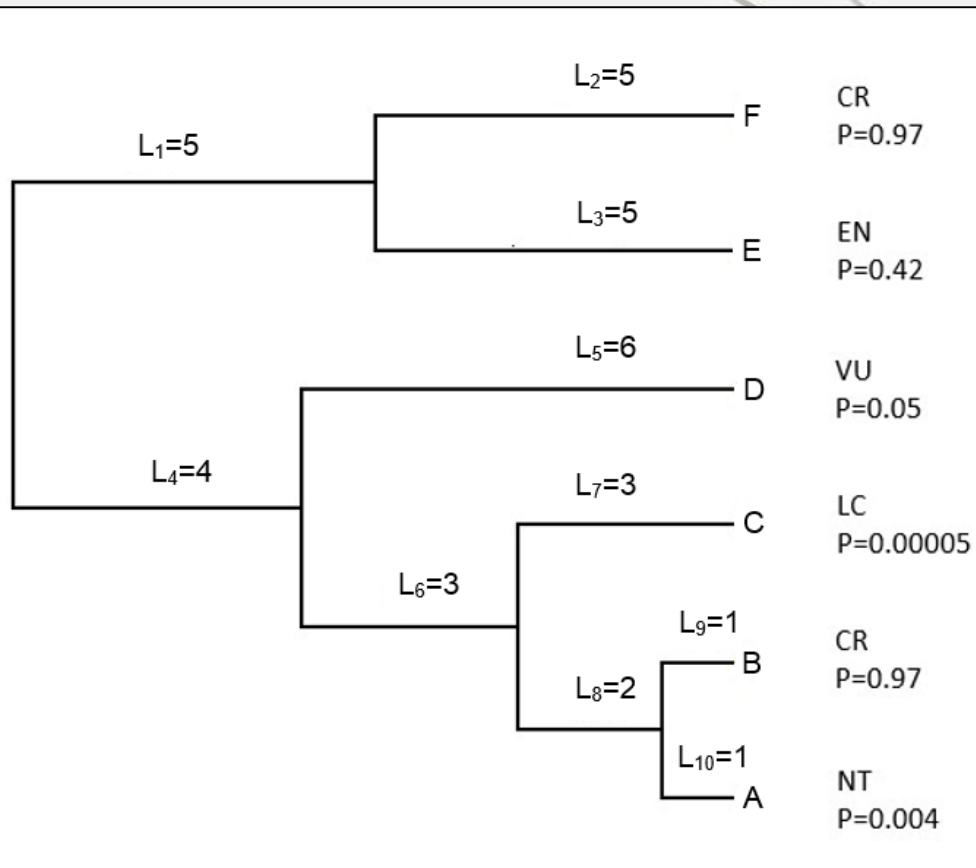 L₂=5
F
CR
P=0.97
L₁=5
L₃=5
E
EN
P=0.42
L₅=6
D
VU
P=0.05
L₄=4
L₇=3
C
LC
P=0.00005
L₆=3
L₉=1
B
CR
P=0.97
L₈=2
L₁₀=1
A
NT
P=0.004